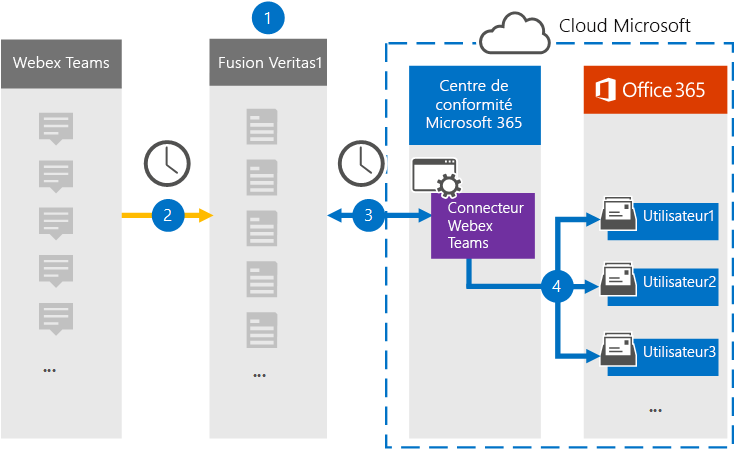 1
Cloud Microsoft
Webex Teams
Fusion Veritas1
Centre de
conformité
Microsoft 365
Office 365
2
3
Connecteur
Webex
Teams
4
Utilisateur1
Utilisateur2
Utilisateur3
...
...
...